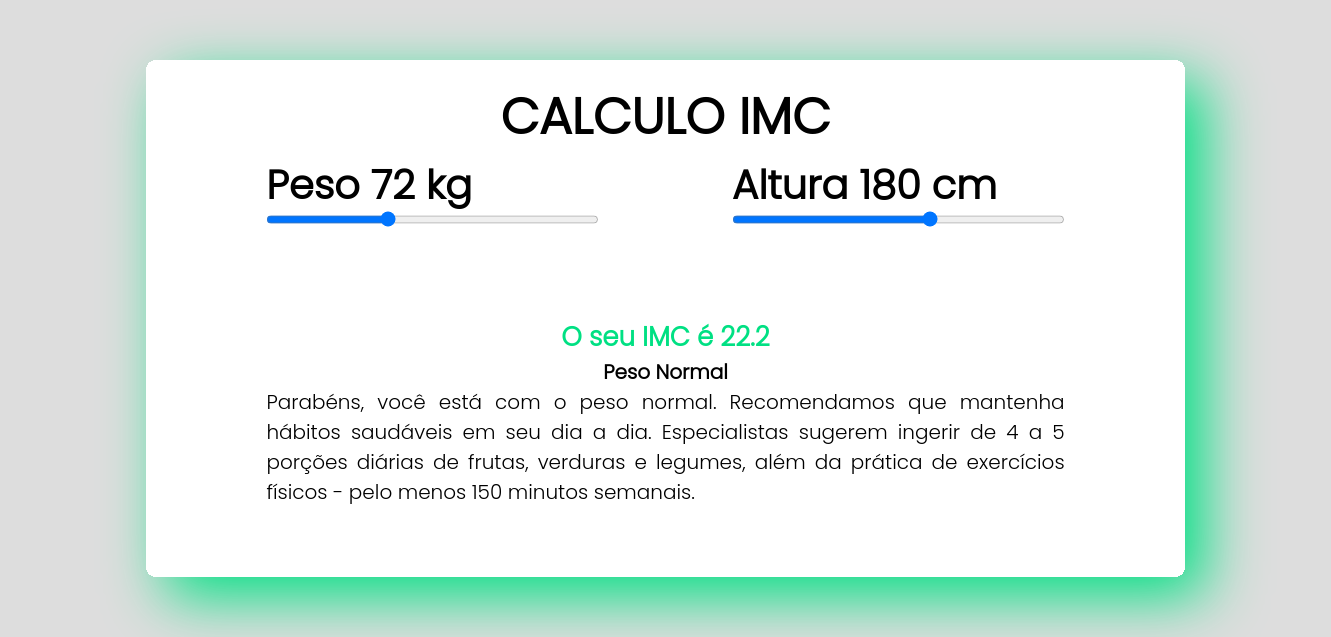 CALCULO IMC
Peso 72 kg
Altura 180 cm
O seu IMC é 22.2
Peso Normal
Parabéns, você está com o peso normal. Recomendamos que mantenha
hábitos saudáveis em seu dia a dia. Especialistas sugerem ingerir de 4 a 5
porções diárias de frutas, verduras e legumes, além da prática de exercícios
físicos - pelo menos 150 minutos semanais.